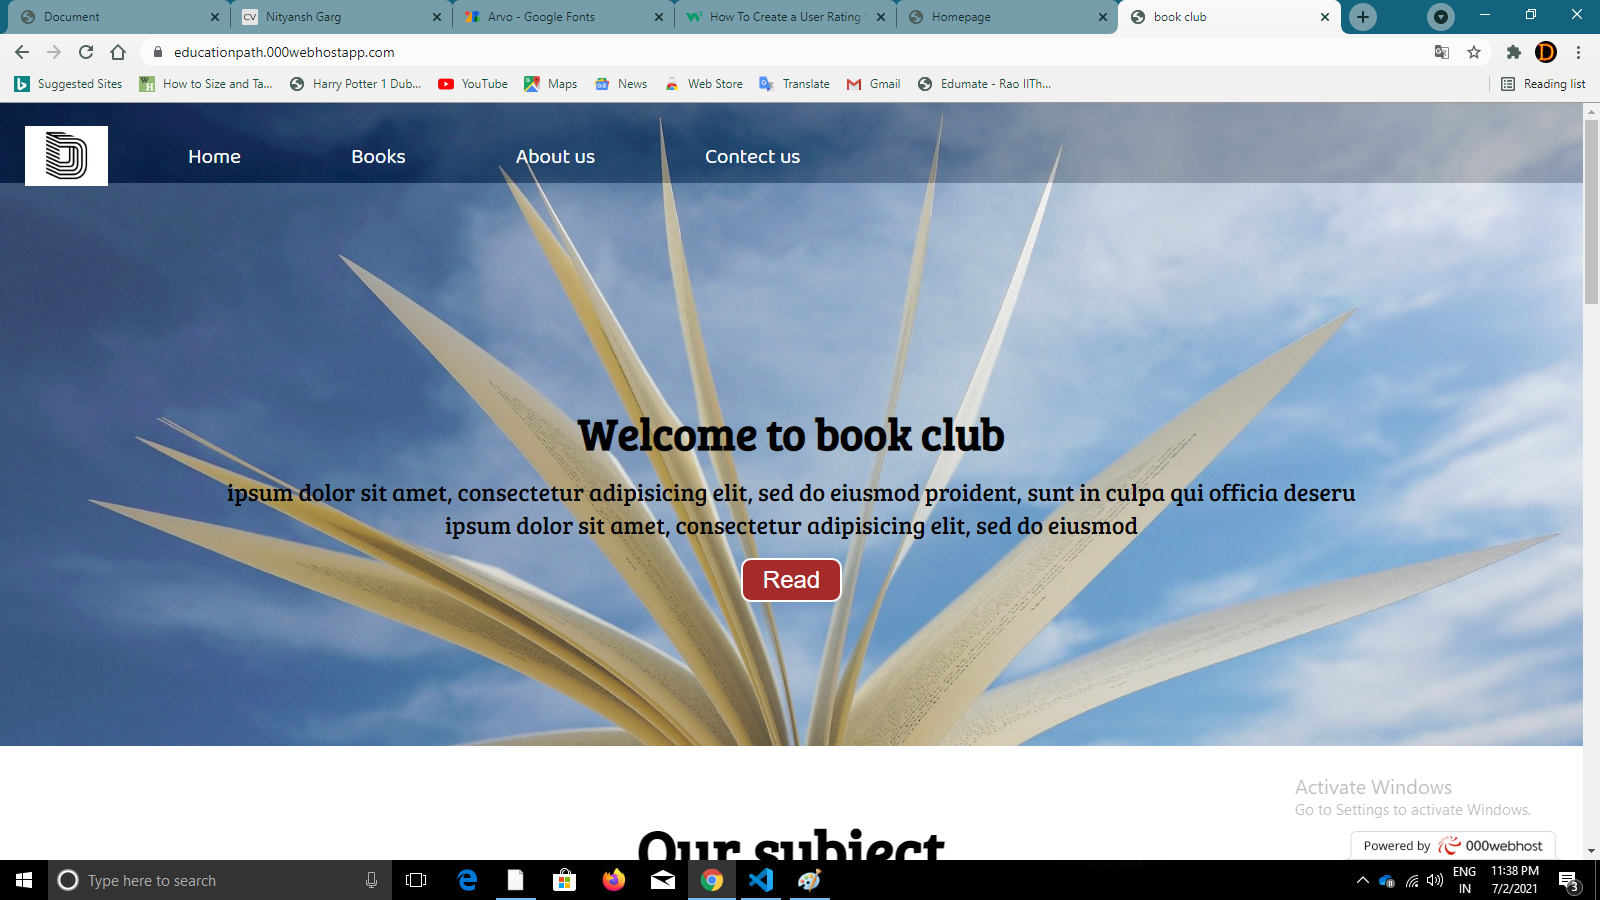 Document
Nityansh Garg
Arvo - Google Fonts
How To Create a User Rating
Homepage
book club
educationpath.000webhostapp.com
Suggested Sites
How to Size and Ta...
Harry Potter 1 Dub...
YouTube
Maps
News
Web Store
Translate
Gmail
Edumate - Rao IITh...
Reading list
Home
Books
About us
Contect us
Welcome to book club
ipsum dolor sit amet, consectetur adipisicing elit, sed do eiusmod proident, sunt in culpa qui officia deseru
ipsum dolor sit amet, consectetur adipisicing elit, sed do eiusmod
Read
Activate Windows
Go to Settings to activate Windows.
Our subject
Powered by 000webhost
Type here to search
ENG
IN
11:38 PM
7/2/2021
3